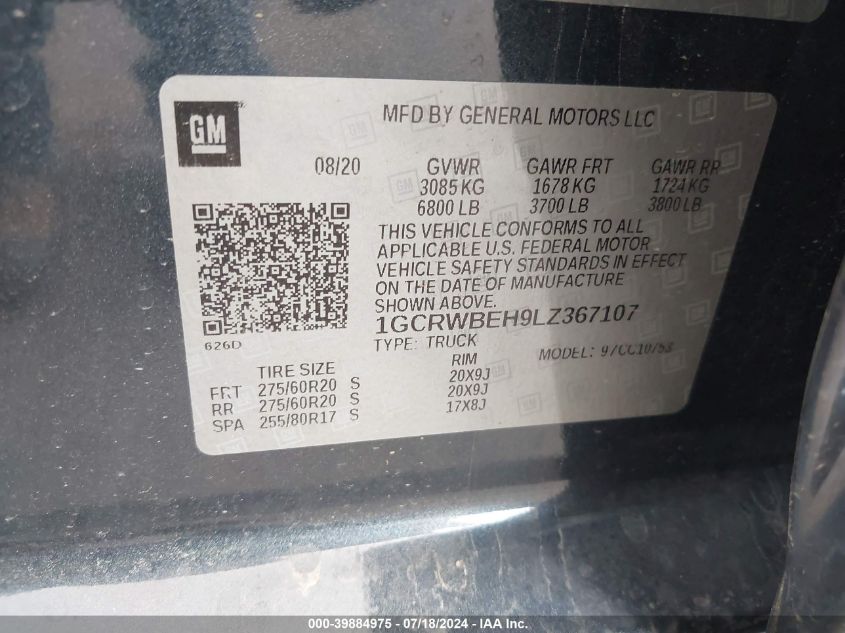 GM
MFD BY GENERAL MOTORS LLC
08/20 GVWR GAWR FRT GAWR RR
3085 KG 1678 KG 1724 KG
6800 LB 3700 LB 3800 LB
THIS VEHICLE CONFORMS TO ALL
APPLICABLE U.S. FEDERAL MOTOR
VEHICLE SAFETY STANDARDS IN EFFECT
ON THE DATE OF MANUFACTURE
SHOWN ABOVE.
1GCRWBEH9LZ367107
626D
TYPE: TRUCK MODEL:
TIRE SIZE RIM
FRT 275/60R20 S 20X9J
RR 275/60R20 S 20X9J
SPA 255/80R17 S 17X8J
000-39884975 - 07/18/2024 - IAA Inc.